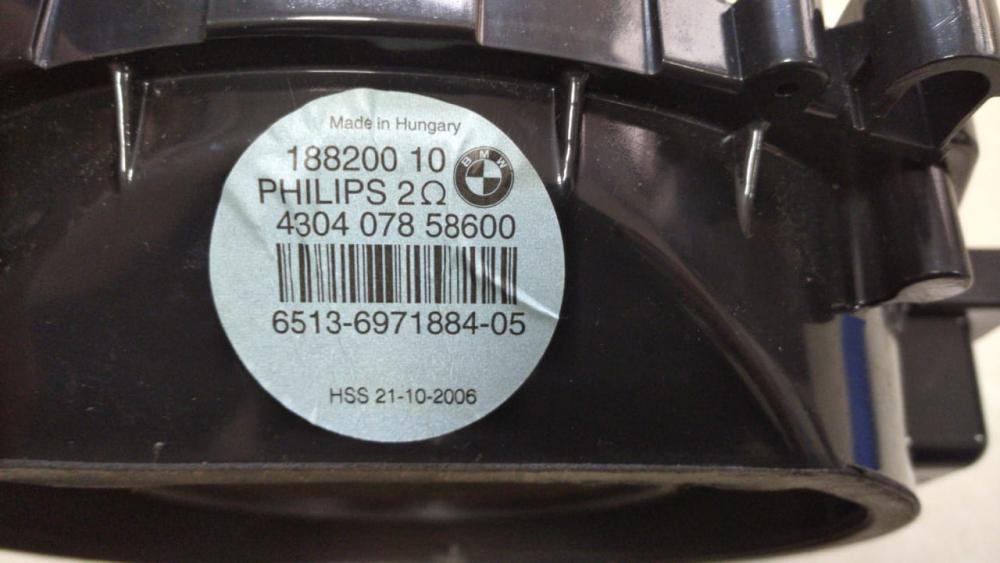 Made in Hungary
188200 10
BMW
PHILIPS 2Ω
4304 078 58600
6513-6971884-05
HSS 21-10-2006